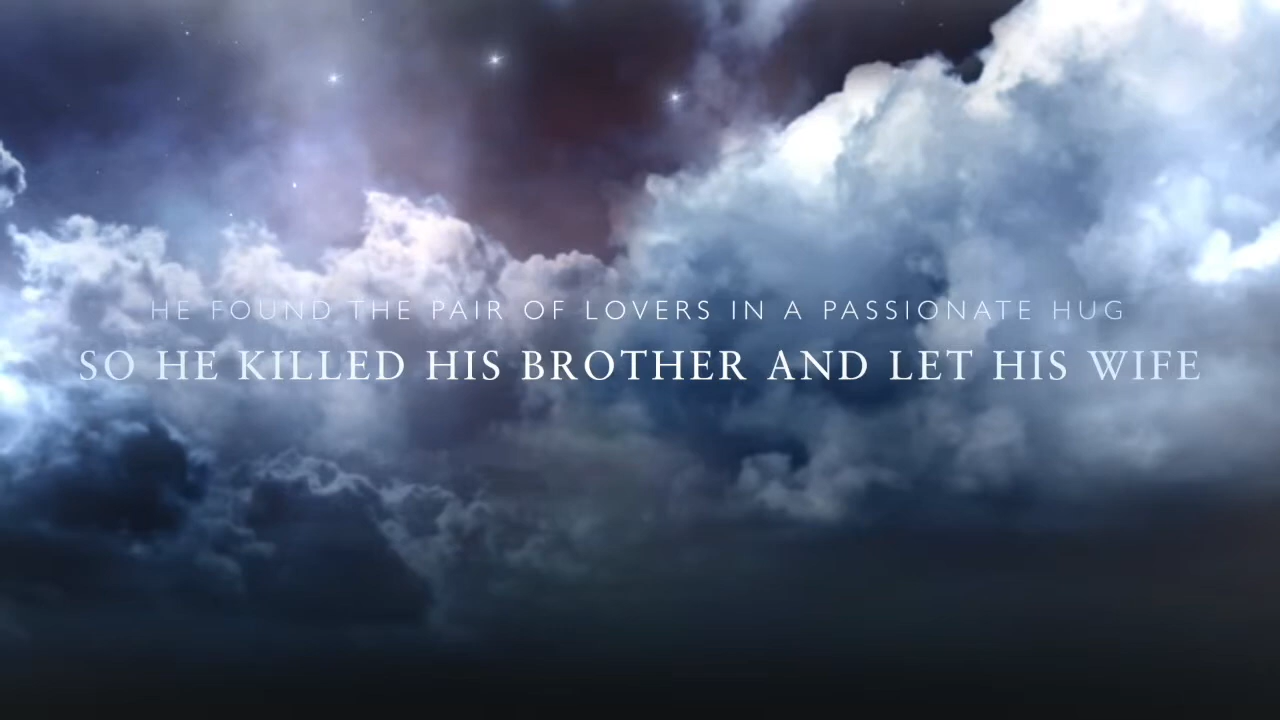 HE FOUND THE PAIR OF LOVERS IN A PASSIONATE HUG
SO HE KILLED HIS BROTHER AND LET HIS WIFE